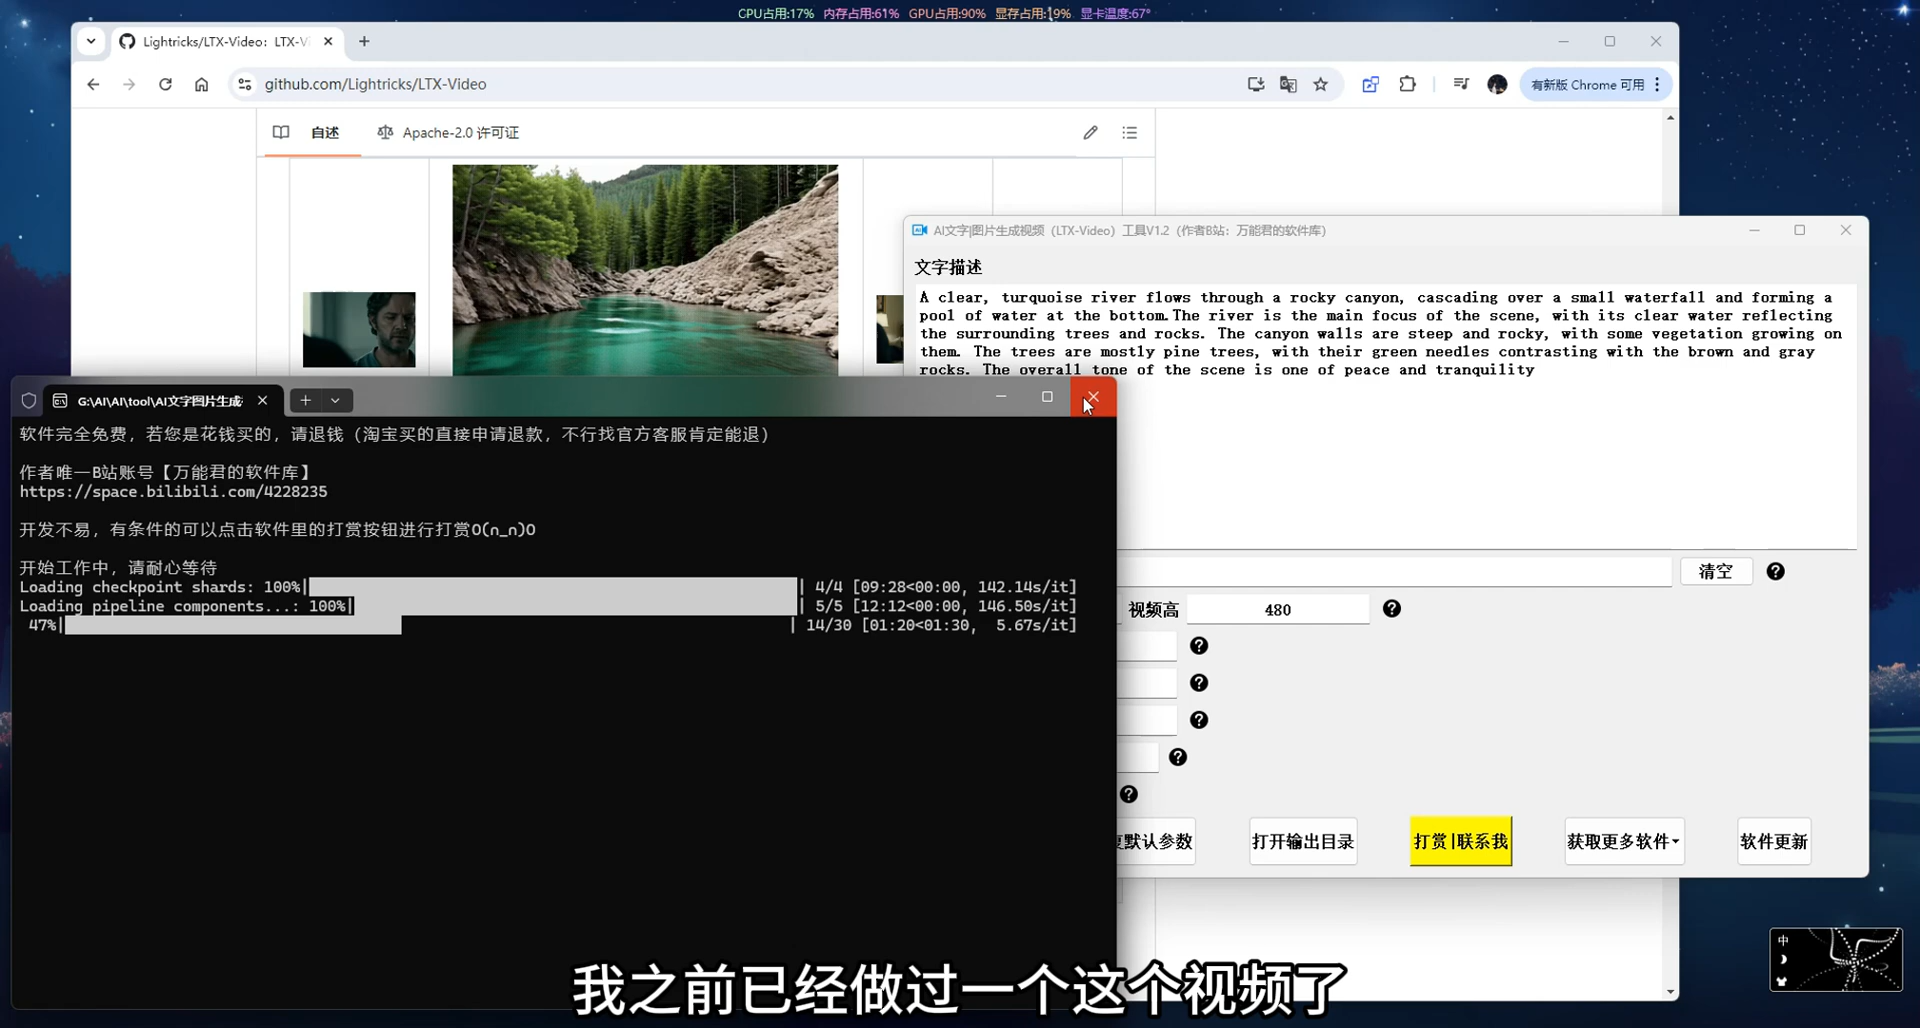 CPU占用:17% 内存占用:61% GPU占用:90% 显存占用:19% 显卡温度:67°
Lightricks/LTX-Video: LTX-Vi
github.com/Lightricks/LTX-Video
有新版 Chrome 可用
自述
Apache-2.0 许可证
AI文字|图片生成视频（LTX-Video）工具V1.2（作者B站：万能君的软件库）
文字描述
A clear, turquoise river flows through a rocky canyon, cascading over a small waterfall and forming a
pool of water at the bottom.The river is the main focus of the scene, with its clear water reflecting
the surrounding trees and rocks. The canyon walls are steep and rocky, with some vegetation growing on
them. The trees are mostly pine trees, with their green needles contrasting with the brown and gray
rocks. The overall tone of the scene is one of peace and tranquility
G:\AI\AI\tool\AI文字图片生成
软件完全免费，若您是花钱买的，请退钱（淘宝买的直接申请退款，不行找官方客服肯定能退）
作者唯一B站账号【万能君的软件库】
https://space.bilibili.com/4228235
开发不易，有条件的可以点击软件里的打赏按钮进行打赏O(n_n)O
开始工作中，请耐心等待
Loading checkpoint shards: 100%| | 4/4 [09:28<00:00, 142.14s/it]
Loading pipeline components...: 100%| | 5/5 [12:12<00:00, 146.50s/it]
47%| | 14/30 [01:20<01:30, 5.67s/it]
清空
视频高
480
默认参数
打开输出目录
打赏|联系我
获取更多软件
软件更新
中
我之前已经做过一个这个视频了